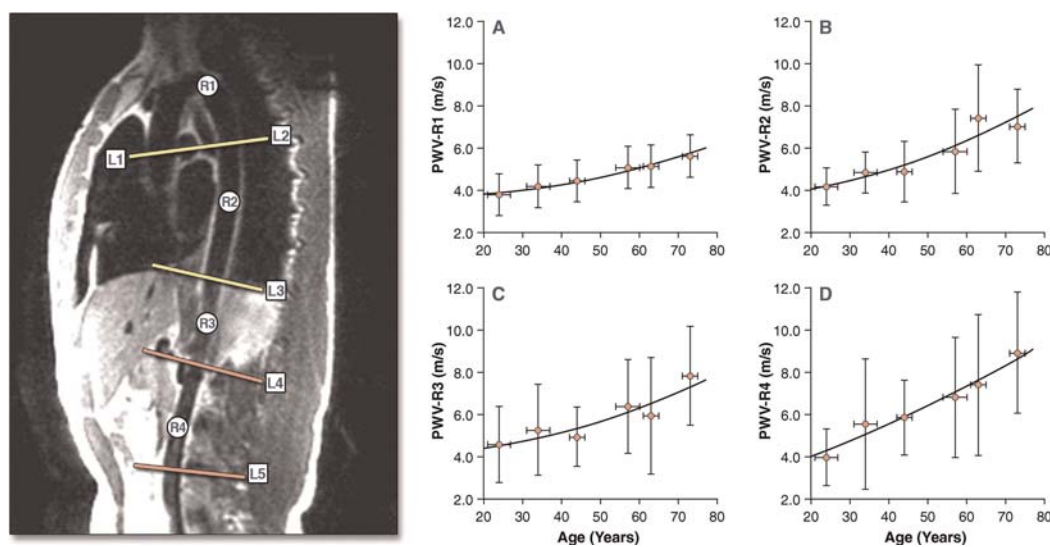 R1
L1
L2
R2
L3
R3
L4
R4
L5
A
PWV-R1 (m/s)
12.0
10.0
8.0
6.0
4.0
2.0
20 30 40 50 60 70 80
B
PWV-R2 (m/s)
12.0
10.0
8.0
6.0
4.0
2.0
20 30 40 50 60 70 80
C
PWV-R3 (m/s)
12.0
10.0
8.0
6.0
4.0
2.0
20 30 40 50 60 70 80
Age (Years)
D
PWV-R4 (m/s)
12.0
10.0
8.0
6.0
4.0
2.0
20 30 40 50 60 70 80
Age (Years)